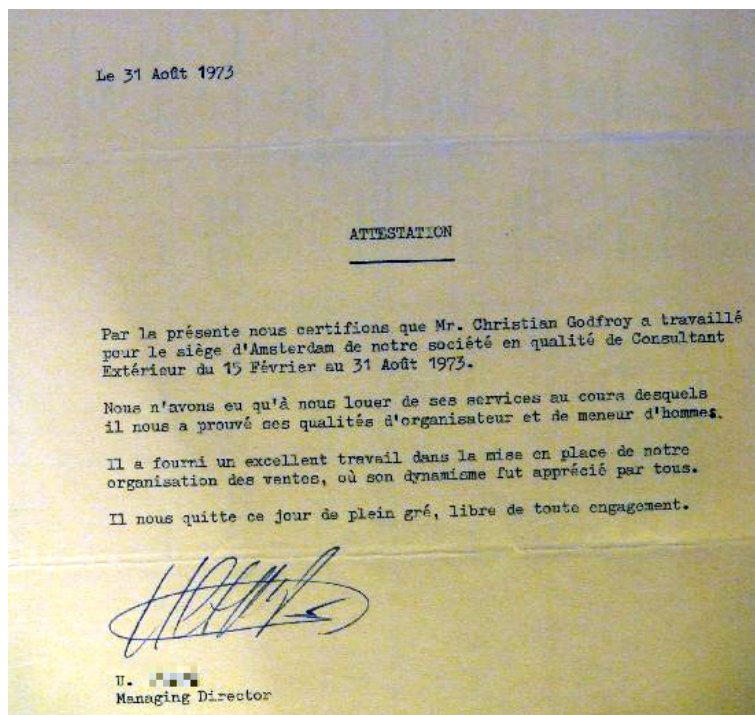 Le 31 Août 1973
ATTESTATION
Par la présente nous certifions que Mr. Christian Godfroy a travaillé
pour le siège d'Amsterdam de notre société en qualité de Consultant
Extérieur du 15 Février au 31 Août 1973.
Nous n'avons eu qu'à nous louer de ses services au cours desquels
il nous a prouvé ses qualités d'organisateur et de meneur d'hommes.
Il a fourni un excellent travail dans la mise en place de notre
organisation des ventes, où son dynamisme fut apprécié par tous.
Il nous quitte ce jour de plein gré, libre de toute engagement.
U.
Managing Director